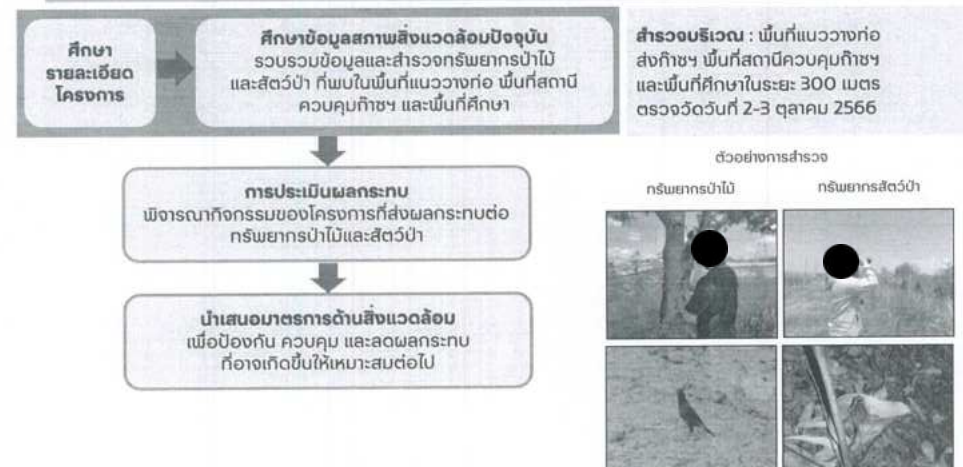 ศึกษา
รายละเอียด
โครงการ
ศึกษาข้อมูลสภาพสิ่งแวดล้อมปัจจุบัน
รวบรวมข้อมูลและสำรวจทรัพยากรป่าไม้
และสัตว์ป่า ที่พบในพื้นที่แนววางท่อ พื้นที่สถานี
ควบคุมก๊าซฯ และพื้นที่ศึกษา
สำรวจบริเวณ : พื้นที่แนววางท่อ
ส่งก๊าซฯ พื้นที่สถานีควบคุมก๊าซฯ
และพื้นที่ศึกษาในระยะ 300 เมตร
ตรวจวัดวันที่ 2-3 ตุลาคม 2566
การประเมินผลกระทบ
พิจารณากิจกรรมของโครงการที่ส่งผลกระทบต่อ
ทรัพยากรป่าไม้และสัตว์ป่า
นำเสนอมาตรการด้านสิ่งแวดล้อม
เพื่อป้องกัน ควบคุม และลดผลกระทบ
ที่อาจเกิดขึ้นให้เหมาะสมต่อไป
ตัวอย่างการสำรวจ
ทรัพยากรป่าไม้
ทรัพยากรสัตว์ป่า